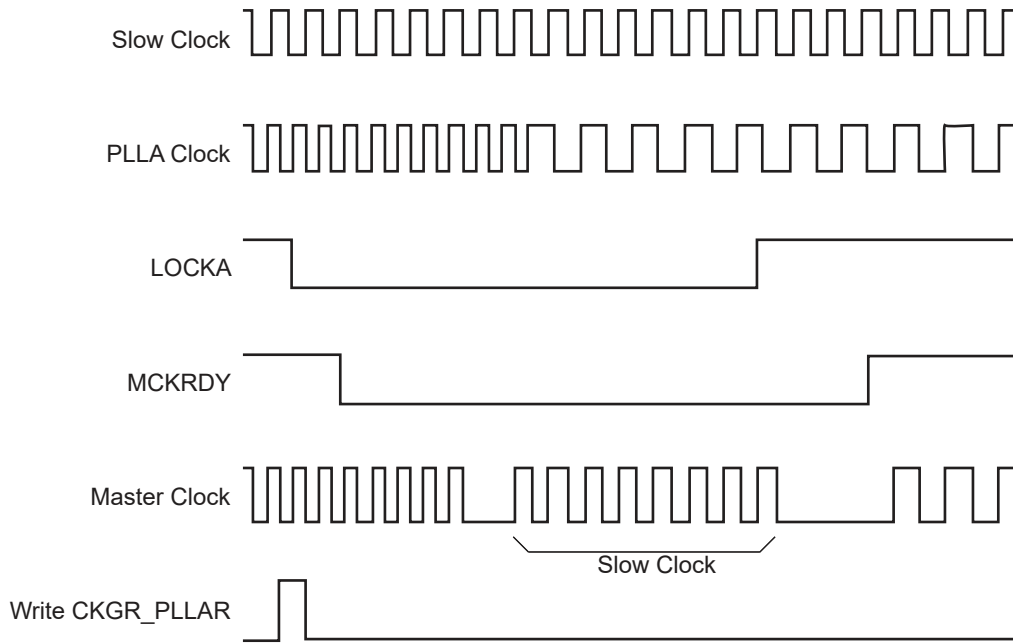 Slow Clock
PLLA Clock
LOCKA
MCKRDY
Master Clock
Slow Clock
Write CKGR_PLLAR